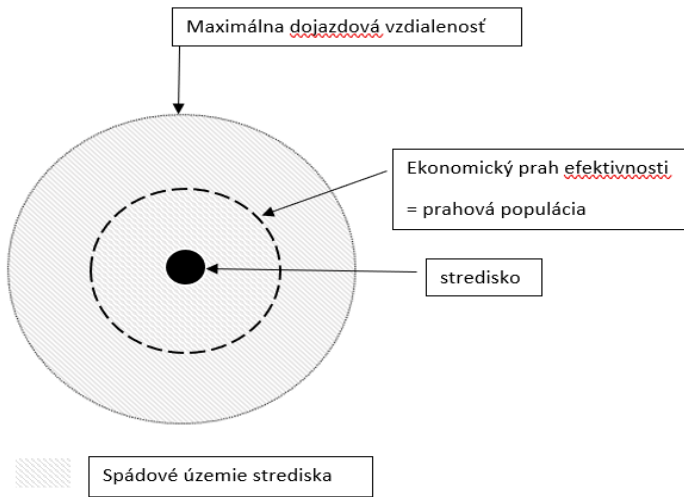 Maximálna dojazdová vzdialenosť
Ekonomický prah efektivnosti
= prahová populácia
stredisko
Spádové územie strediska